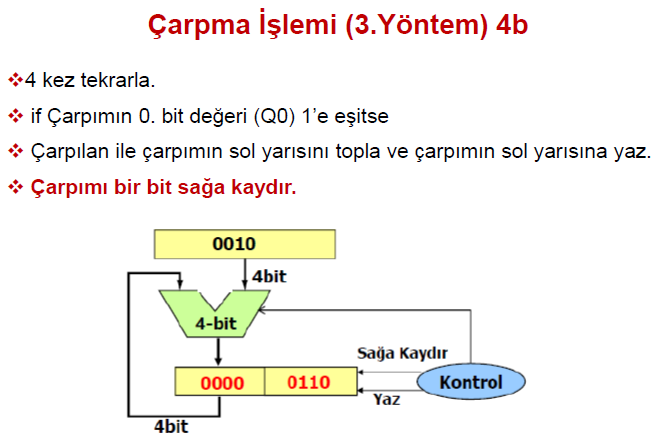 Çarpma İşlemi (3.Yöntem) 4b
❖4 kez tekrarla.
❖ if Çarpımın 0. bit değeri (Q0) 1’e eşitse
❖ Çarpılan ile çarpımın sol yarısını topla ve çarpımın sol yarısına yaz.
❖ Çarpımı bir bit sağa kaydır.
0010
4bit
4-bit
Sağa Kaydır
0000 0110
Kontrol
Yaz
4bit